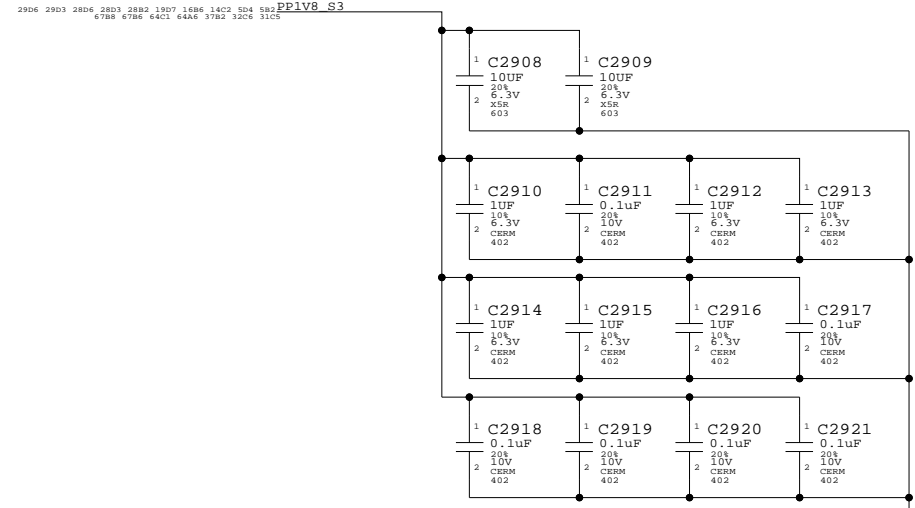 29D6 29D3 28D6 28D3 28B2 19D7 16B6 14C2 5D4 5B2 PP1V8_S3
67B8 67B6 64C1 64A6 37B2 32C6 31C5
1 C2908 1 C2909
10UF 10UF
20% 20%
6.3V 6.3V
2 X5R 2 X5R
603 603
1 C2910 1 C2911 1 C2912 1 C2913
1UF 0.1uF 1UF 1UF
10% 20% 10% 10%
6.3V 10V 6.3V 6.3V
2 CERM 2 CERM 2 CERM 2 CERM
402 402 402 402
1 C2914 1 C2915 1 C2916 1 C2917
1UF 1UF 1UF 0.1uF
10% 10% 10% 20%
6.3V 6.3V 6.3V 10V
2 CERM 2 CERM 2 CERM 2 CERM
402 402 402 402
1 C2918 1 C2919 1 C2920 1 C2921
0.1uF 0.1uF 0.1uF 0.1uF
20% 20% 20% 20%
10V 10V 10V 10V
2 CERM 2 CERM 2 CERM 2 CERM
402 402 402 402